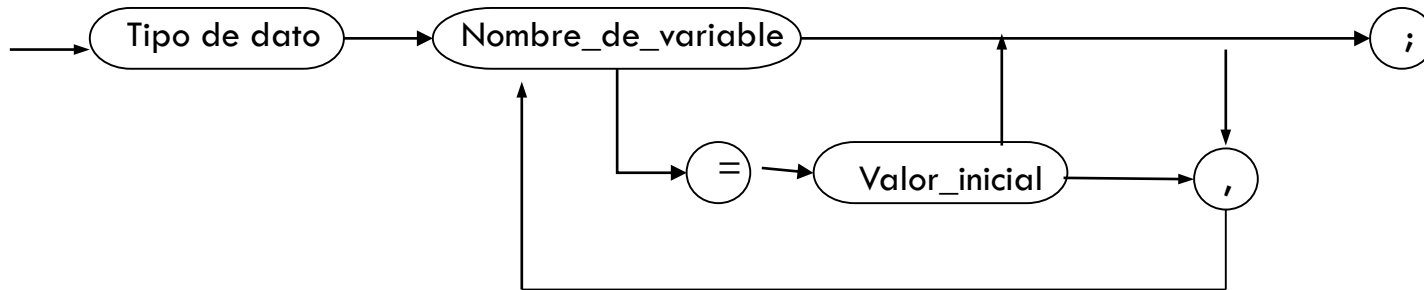 Tipo de dato
Nombre_de_variable
;
=
Valor_inicial
,